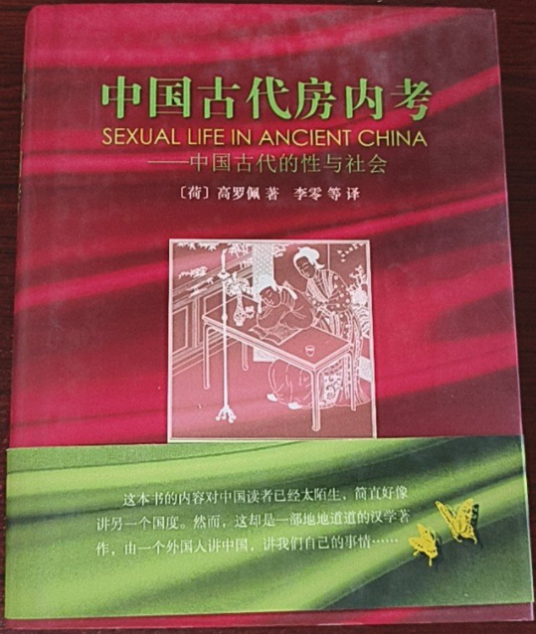 中国古代房内考
SEXUAL LIFE IN ANCIENT CHINA
——中国古代的性与社会
〔荷〕高罗佩 著 李零 等 译
这本书的内容对中国读者已经太陌生，简直好像
讲另一个国度。然而，这却是一部地地道道的汉学著
作，由一个外国人讲中国，讲我们自己的事情……